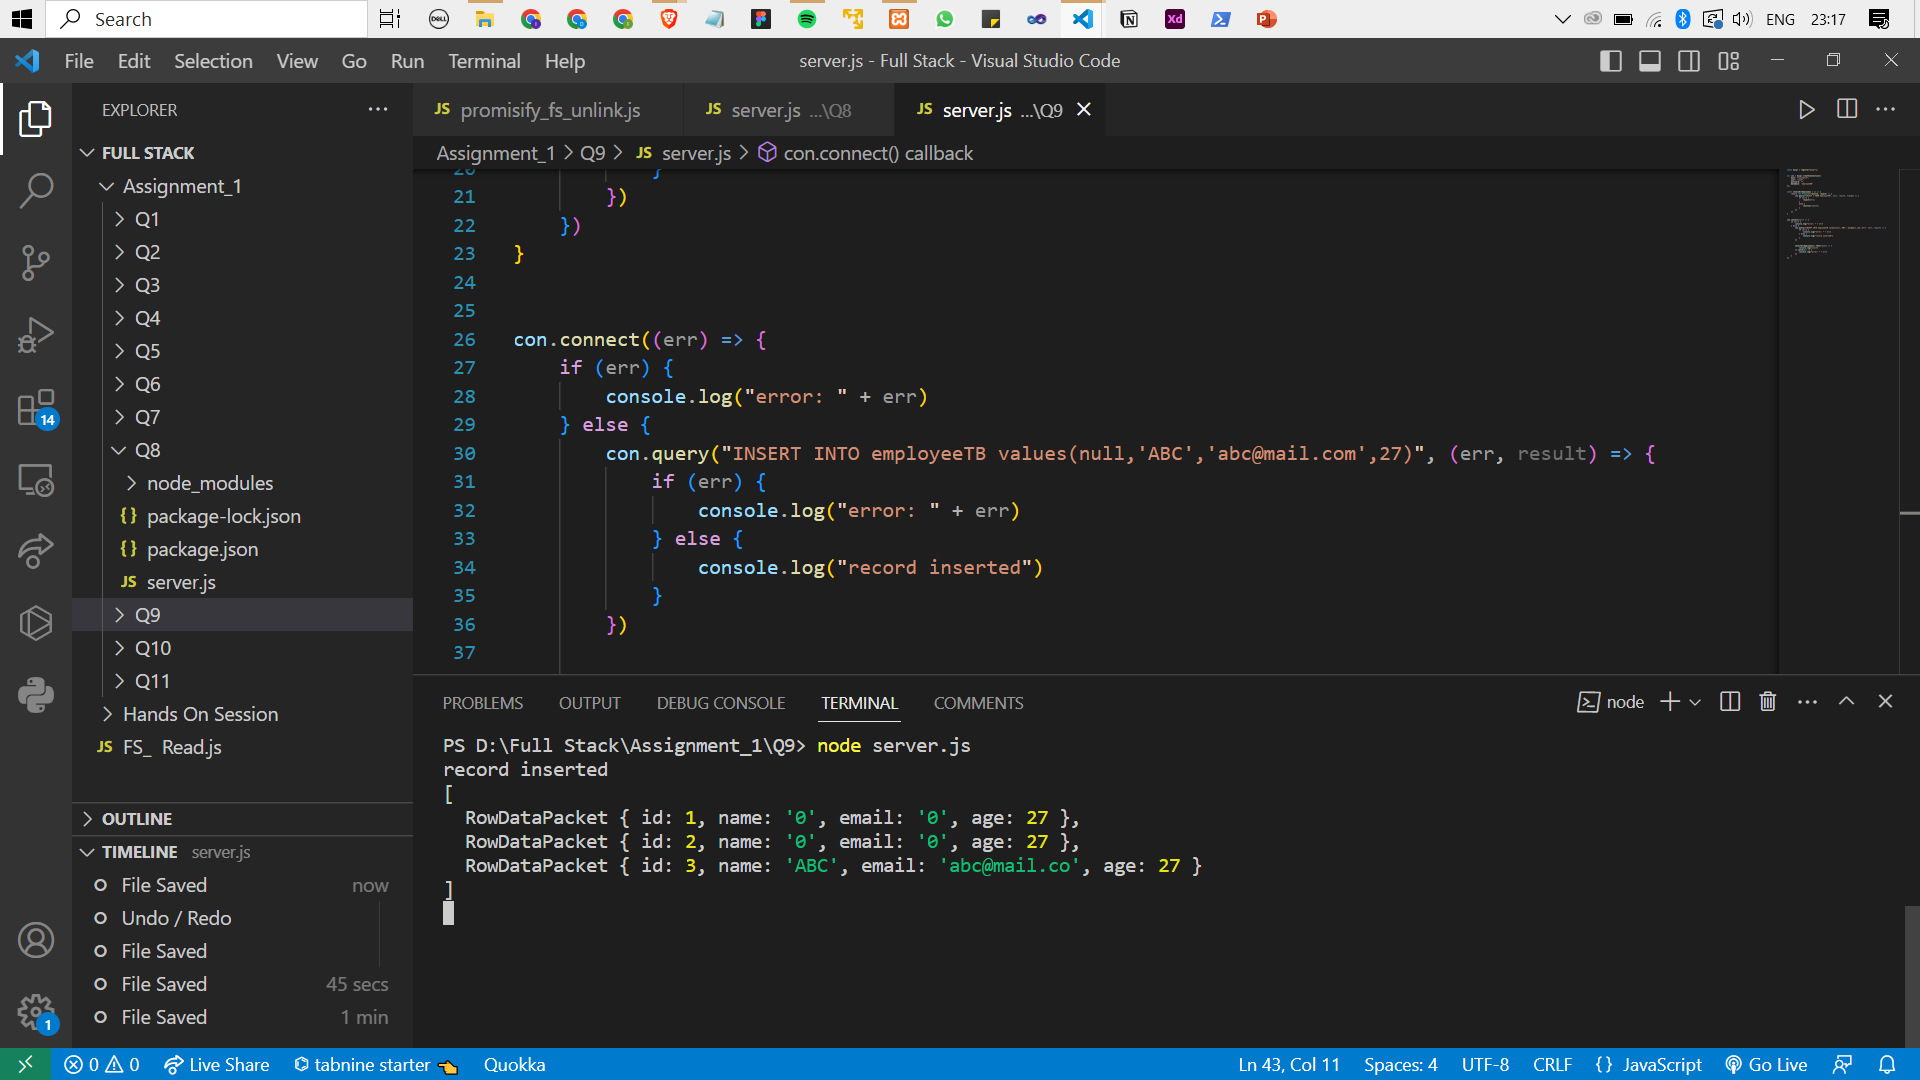 Search
ENG
23:17
File Edit Selection View Go Run Terminal Help
server.js - Full Stack - Visual Studio Code
EXPLORER
FULL STACK
Assignment_1
Q1
Q2
Q3
Q4
Q5
Q6
Q7
Q8
node_modules
package-lock.json
package.json
JS server.js
Q9
Q10
Q11
Hands On Session
JS FS_ Read.js
OUTLINE
TIMELINE server.js
File Saved now
Undo / Redo
File Saved
File Saved 45 secs
File Saved 1 min
14
1
JS promisify_fs_unlink.js JS server.js ...\Q8 JS server.js ...\Q9
Assignment_1 > Q9 > JS server.js > con.connect() callback
20 }
21 })
22 })
23 }
24
25
26 con.connect((err) => {
27 if (err) {
28 console.log("error: " + err)
29 } else {
30 con.query("INSERT INTO employeeTB values(null,'ABC','abc@mail.com',27)", (err, result) => {
31 if (err) {
32 console.log("error: " + err)
33 } else {
34 console.log("record inserted")
35 }
36 })
37
PROBLEMS OUTPUT DEBUG CONSOLE TERMINAL COMMENTS
node
PS D:\Full Stack\Assignment_1\Q9> node server.js
record inserted
[
RowDataPacket { id: 1, name: '0', email: '0', age: 27 },
RowDataPacket { id: 2, name: '0', email: '0', age: 27 },
RowDataPacket { id: 3, name: 'ABC', email: 'abc@mail.co', age: 27 }
]
0 0 Live Share tabnine starter Quokka Ln 43, Col 11 Spaces: 4 UTF-8 CRLF {} JavaScript Go Live